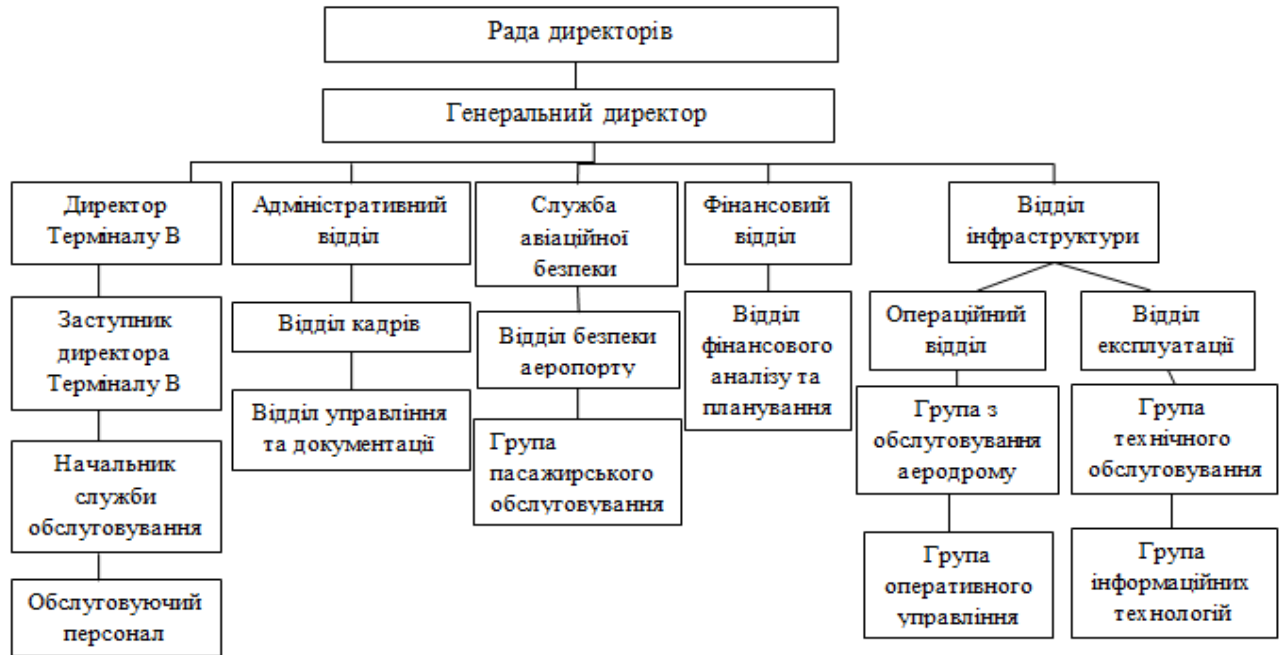 Рада директорів
Генеральний директор
Директор
Терміналу В
Адміністративний
відділ
Служба
авіаційної
безпеки
Фінансовий
відділ
Відділ
інфраструктури
Заступник
директора
Терміналу В
Відділ кадрів
Відділ безпеки
аеропорту
Відділ
фінансового
аналізу та
планування
Операційний
відділ
Відділ
експлуатації
Начальник
служби
обслуговування
Відділ управління
та документації
Група
пасажирського
обслуговування
Група з
обслуговування
аеродрому
Група
технічного
обслуговування
Обслуговуючий
персонал
Група
оперативного
управління
Група
інформаційних
технологій